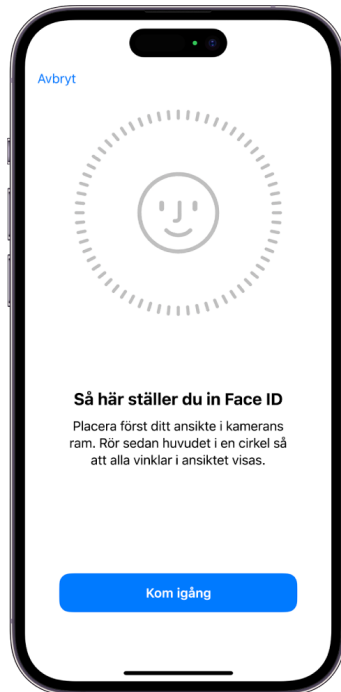 Avbryt
Så här ställer du in Face ID
Placera först ditt ansikte i kamerans
ram. Rör sedan huvudet i en cirkel så
att alla vinklar i ansiktet visas.
Kom igång